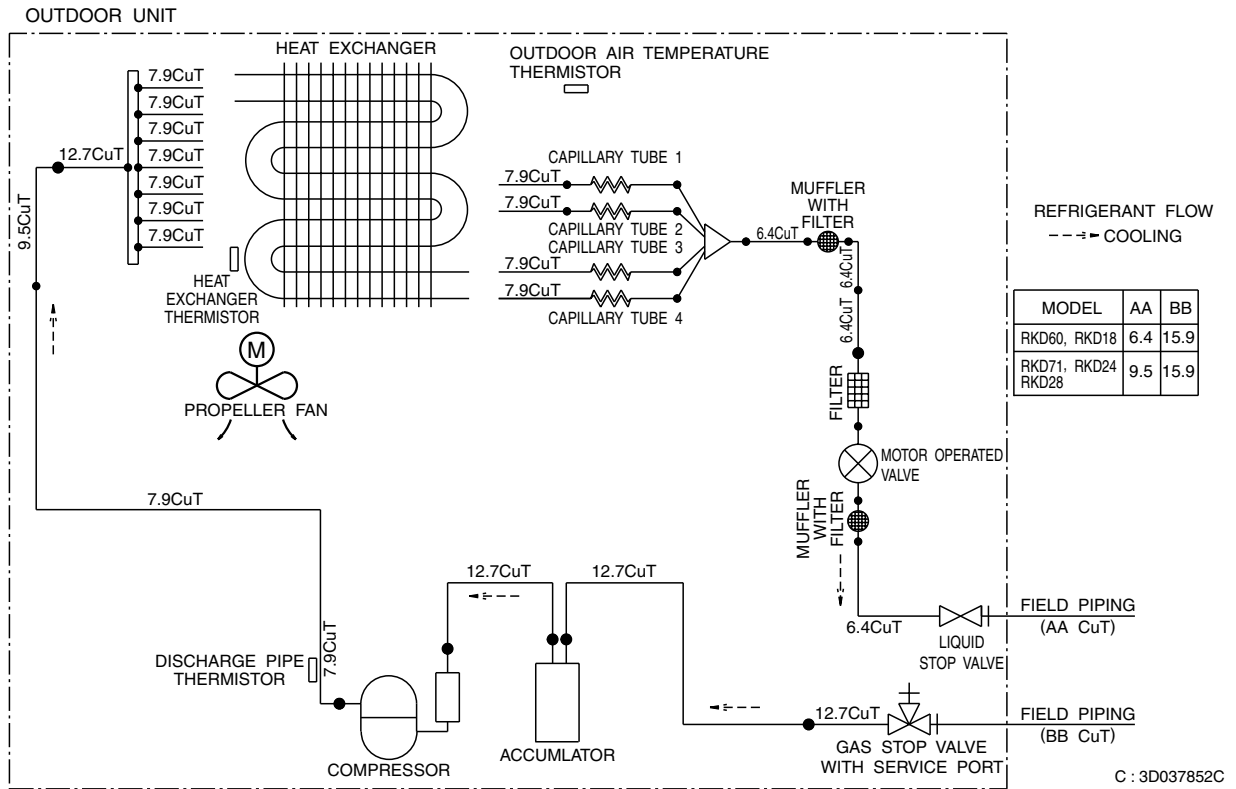 OUTDOOR UNIT
HEAT EXCHANGER
OUTDOOR AIR TEMPERATURE
THERMISTOR
7.9CuT
7.9CuT
7.9CuT
7.9CuT
7.9CuT
7.9CuT
7.9CuT
12.7CuT
9.5CuT
HEAT
EXCHANGER
THERMISTOR
M
PROPELLER FAN
CAPILLARY TUBE 1
7.9CuT
7.9CuT
CAPILLARY TUBE 2
CAPILLARY TUBE 3
7.9CuT
7.9CuT
CAPILLARY TUBE 4
6.4CuT
MUFFLER
WITH
FILTER
6.4CuT
6.4CuT
FILTER
MOTOR OPERATED
VALVE
MUFFLER
WITH
FILTER
REFRIGERANT FLOW
COOLING
MODEL AA BB
RKD60, RKD18 6.4 15.9
RKD71, RKD24 9.5 15.9
RKD28
7.9CuT
7.9CuT
DISCHARGE PIPE
THERMISTOR
COMPRESSOR
12.7CuT
12.7CuT
ACCUMLATOR
6.4CuT
LIQUID
STOP VALVE
FIELD PIPING
(AA CuT)
12.7CuT
GAS STOP VALVE
WITH SERVICE PORT
FIELD PIPING
(BB CuT)
C : 3D037852C